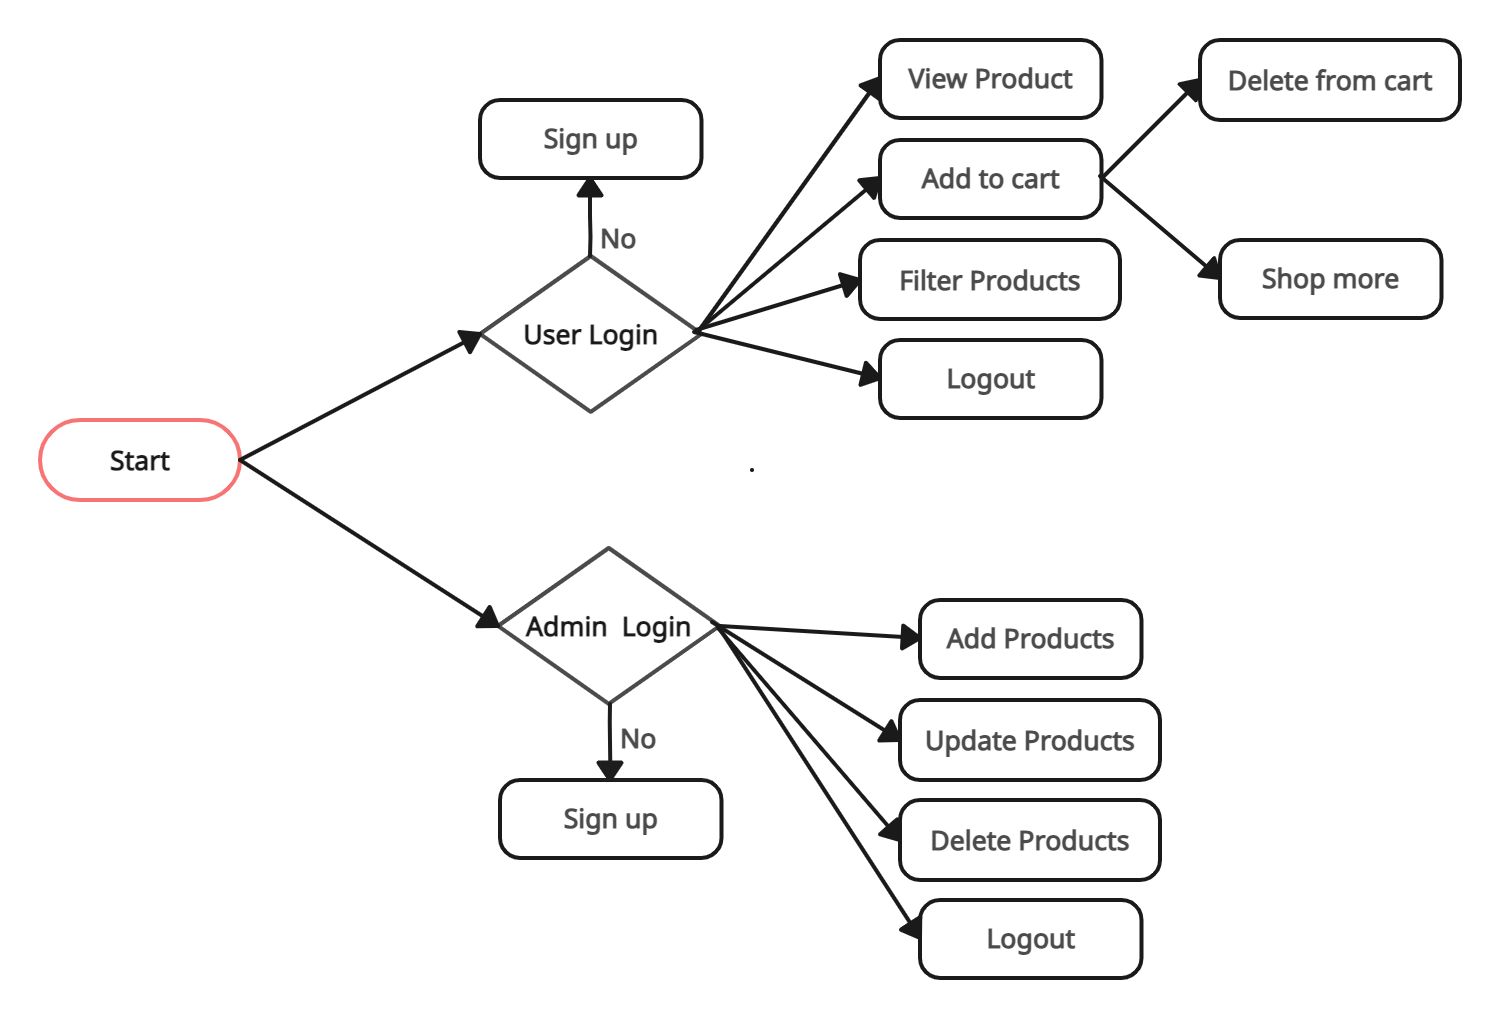 View Product
Delete from cart
Sign up
Add to cart
No
Filter Products
Shop more
User Login
Logout
Start
Admin  Login
Add Products
No
Update Products
Sign up
Delete Products
Logout